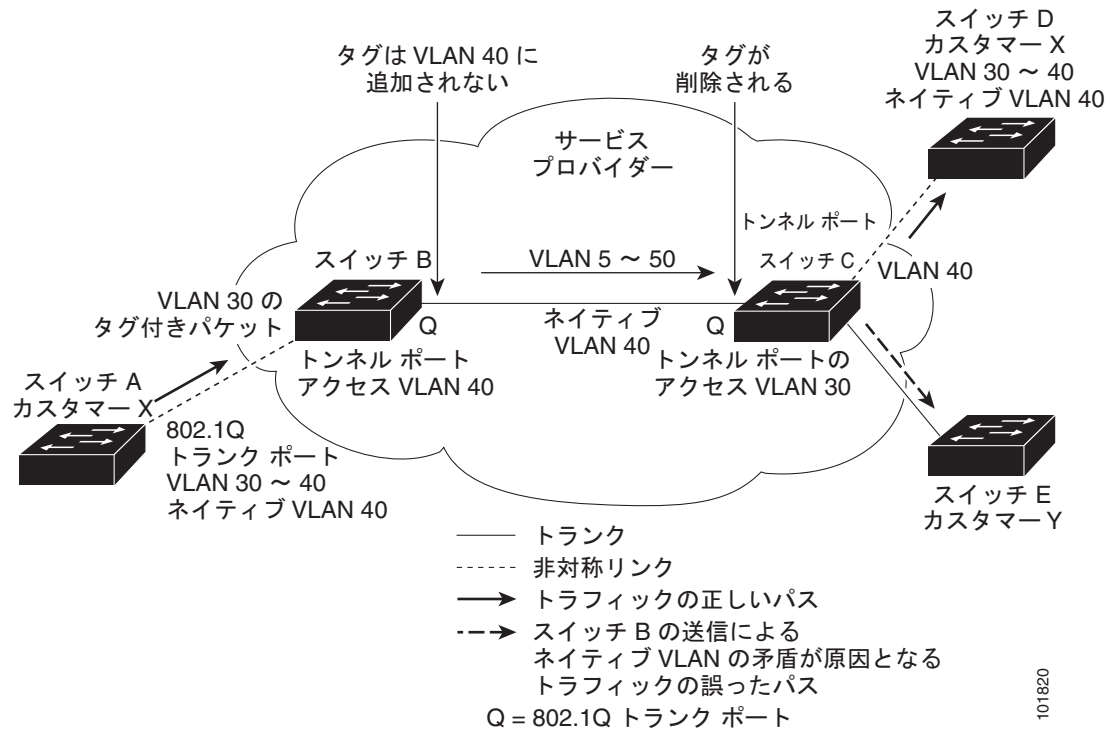 スイッチ D
カスタマー X
VLAN 30 ～ 40
ネイティブ VLAN 40
タグは VLAN 40 に
追加されない
タグが
削除される
サービス
プロバイダー
トンネル ポート
スイッチ B
VLAN 5 ～ 50
スイッチ C
VLAN 40
VLAN 30 の
タグ付きパケット
Q
ネイティブ
VLAN 40
Q
トンネル ポート
アクセス VLAN 40
トンネル ポートの
アクセス VLAN 30
スイッチ A
カスタマー X
802.1Q
トランク ポート
VLAN 30 ～ 40
ネイティブ VLAN 40
スイッチ E
カスタマー Y
トランク
非対称リンク
トラフィックの正しいパス
スイッチ B の送信による
ネイティブ VLAN の矛盾が原因となる
トラフィックの誤ったパス
Q = 802.1Q トランク ポート
101820